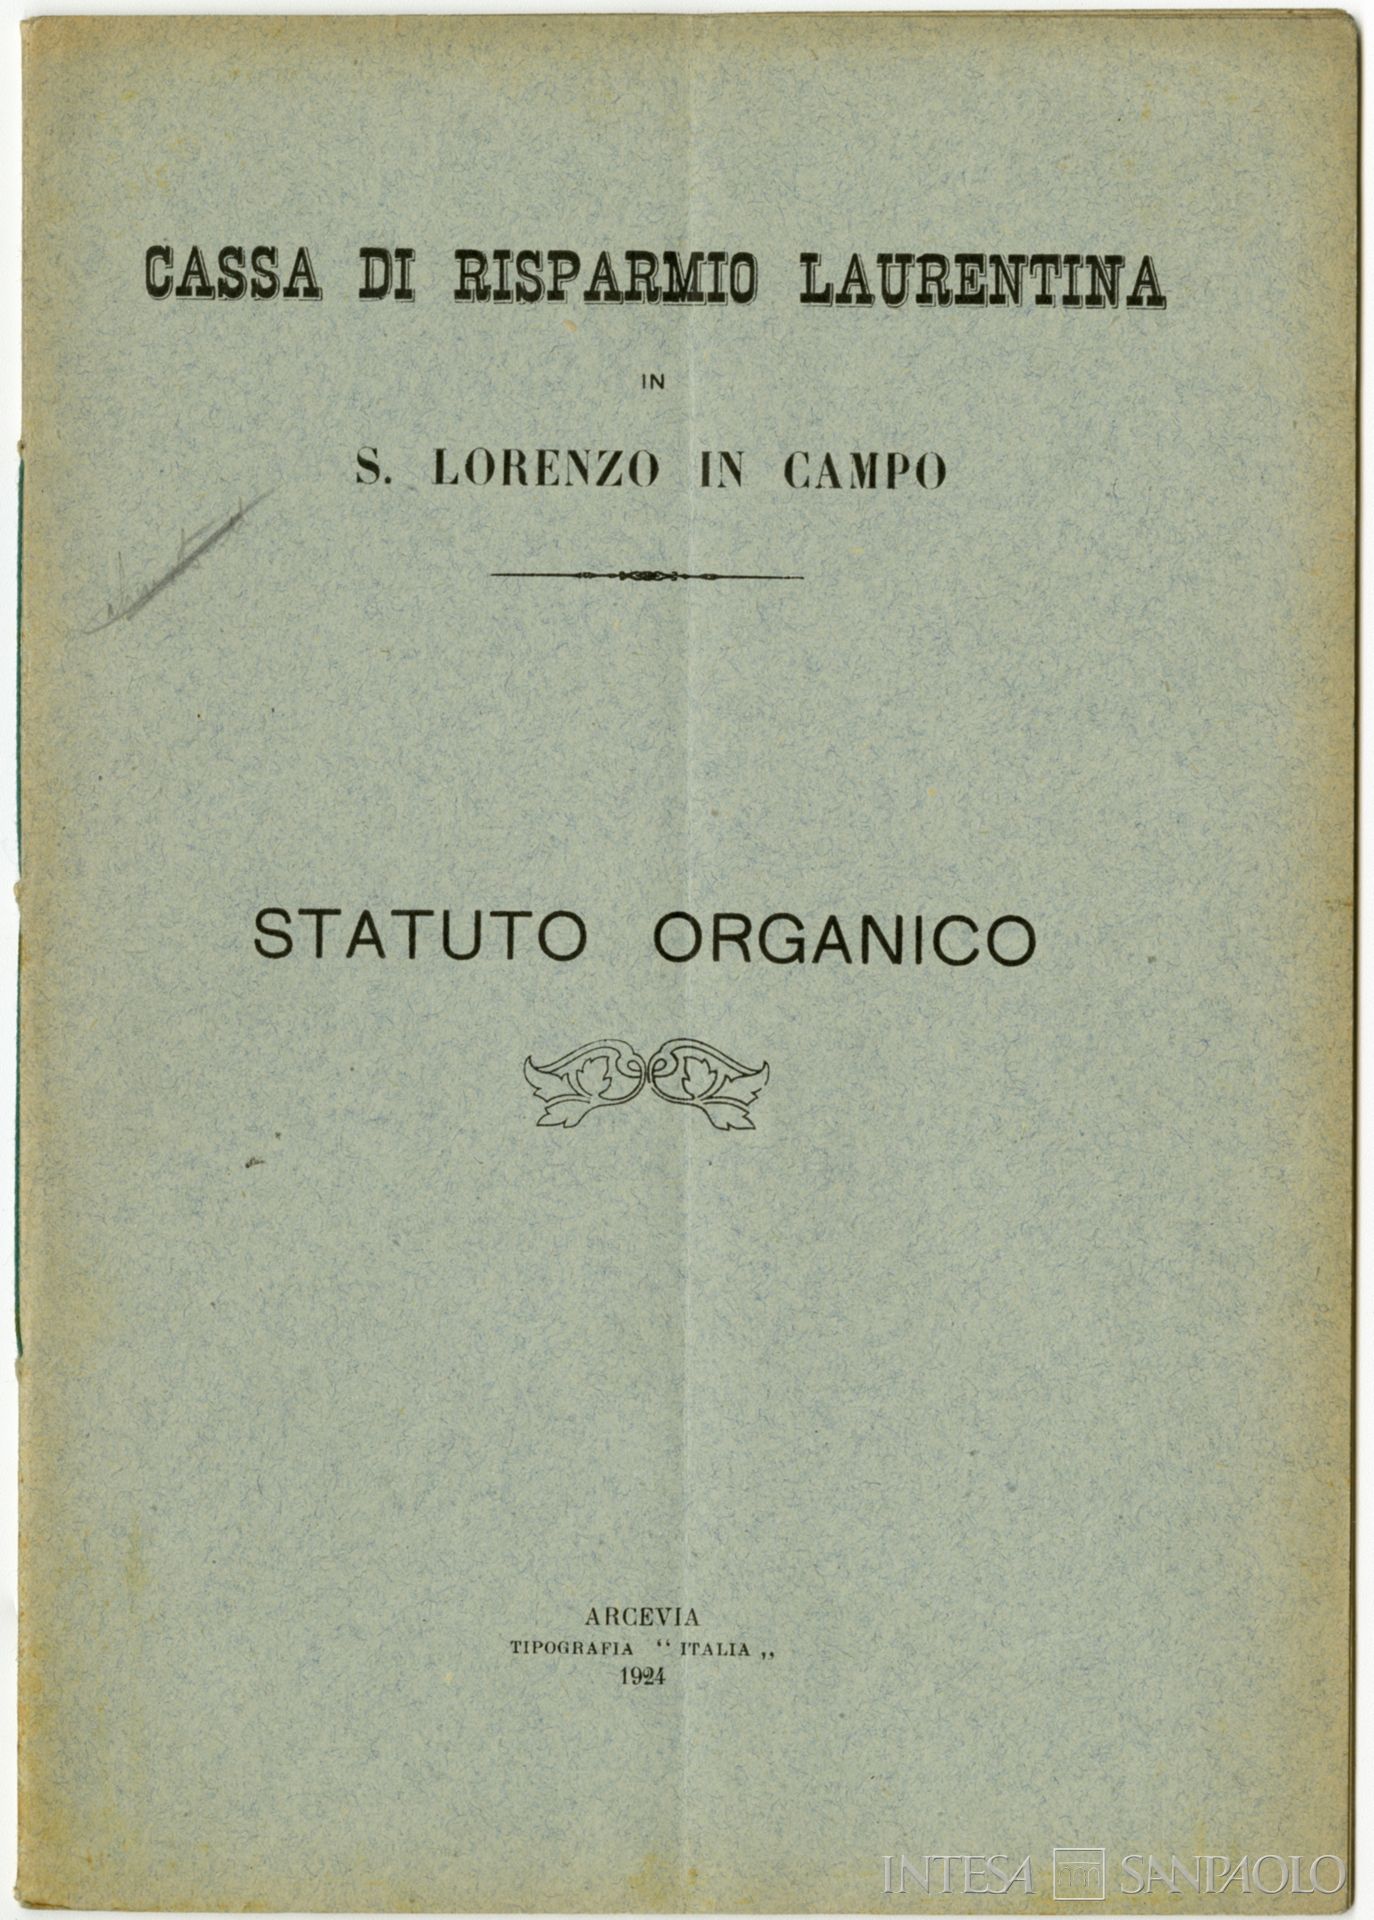 CASSA DI RISPARMIO LAURENTINA
IN
S. LORENZO IN CAMPO
STATUTO ORGANICO
ARCEVIA
TIPOGRAFIA “ ITALIA „
1924
INTESA SANPAOLO